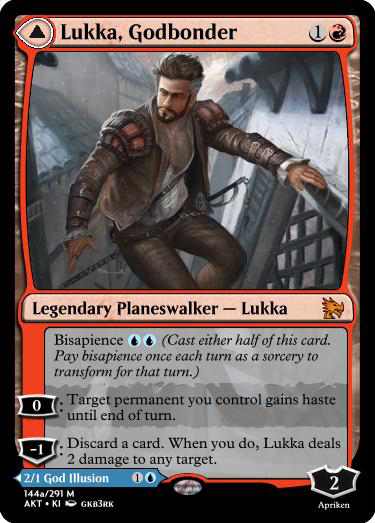 Lukka, Godbonder 1
Legendary Planeswalker — Lukka
Bisapience (Cast either half of this card.
Pay bisapience once each turn as a sorcery to
transform for that turn.)
0: Target permanent you control gains haste
until end of turn.
-1: Discard a card. When you do, Lukka deals
2 damage to any target.
2/1 God Illusion 1
2
144a/291 M
AKT • KI GKB3RK
Apriken